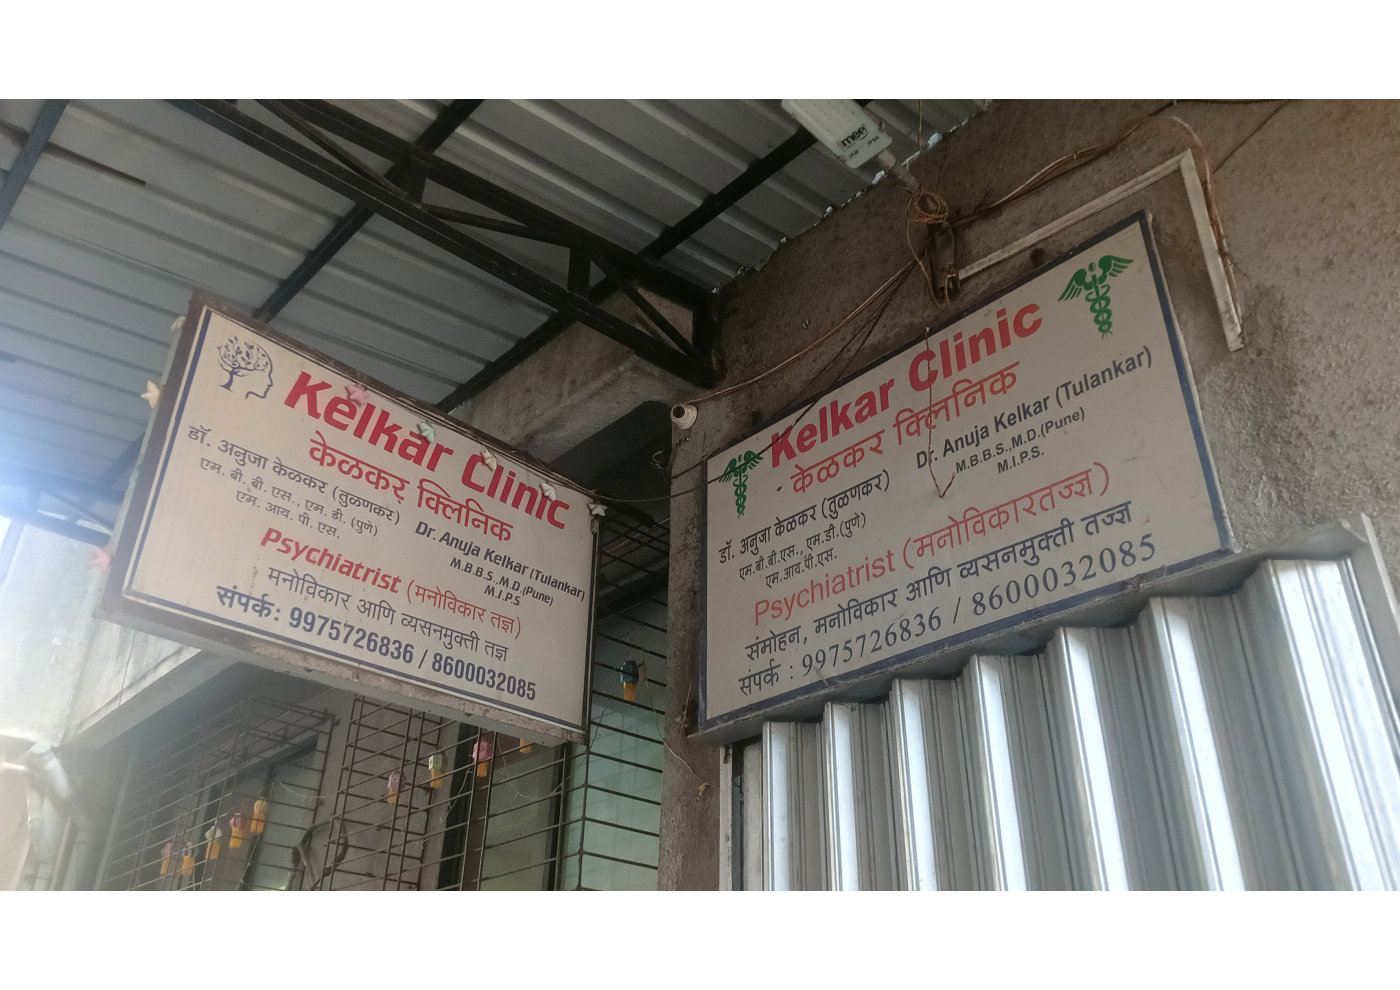 Kelkar Clinic
केळकर क्लिनिक
डॉ. अनुजा केळकर (तुळणकर)
एम. बी. बी. एस., एम. डी. (पुणे)
एम. आय. पी. एस.
Dr. Anuja Kelkar (Tulankar)
M.B.B.S.,M.D.(Pune)
M.I.P.S
Psychiatrist (मनोविकार तज्ञ)
मनोविकार आणि व्यसनमुक्ती तज्ञ
संपर्क: 9975726836 / 8600032085
Kelkar Clinic
केळकर क्लिनिक
डॉ. अनुजा केळकर (तुळणकर)
एम.बी.बी.एस., एम.डी.(पुणे)
एम.आय.पी.एस.
Dr. Anuja Kelkar (Tulankar)
M.B.B.S.,M.D.(Pune)
M.I.P.S.
Psychiatrist (मनोविकारतज्ज्ञ)
संमोहन, मनोविकार आणि व्यसनमुक्ती तज्ज्ञ
संपर्क : 9975726836 / 8600032085